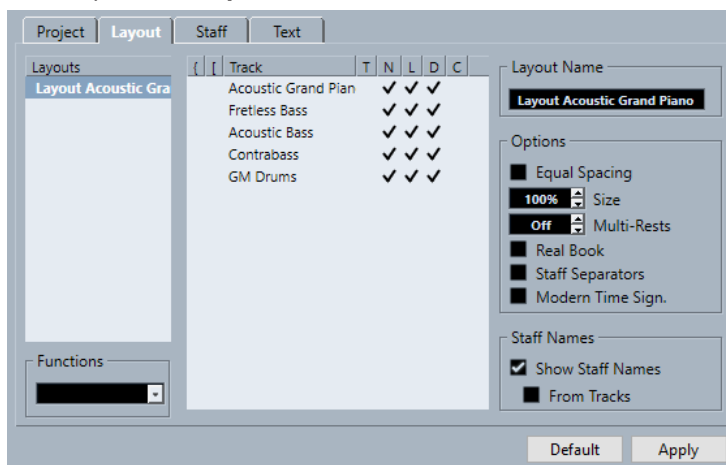 Project Layout Staff Text
Layouts
Layout Acoustic Gra
{ [ Track T N L D C
Acoustic Grand Pian
Fretless Bass
Acoustic Bass
Contrabass
GM Drums
Functions
Layout Name
Layout Acoustic Grand Piano
Options
Equal Spacing
100% Size
Off Multi-Rests
Real Book
Staff Separators
Modern Time Sign.
Staff Names
Show Staff Names
From Tracks
Default Apply